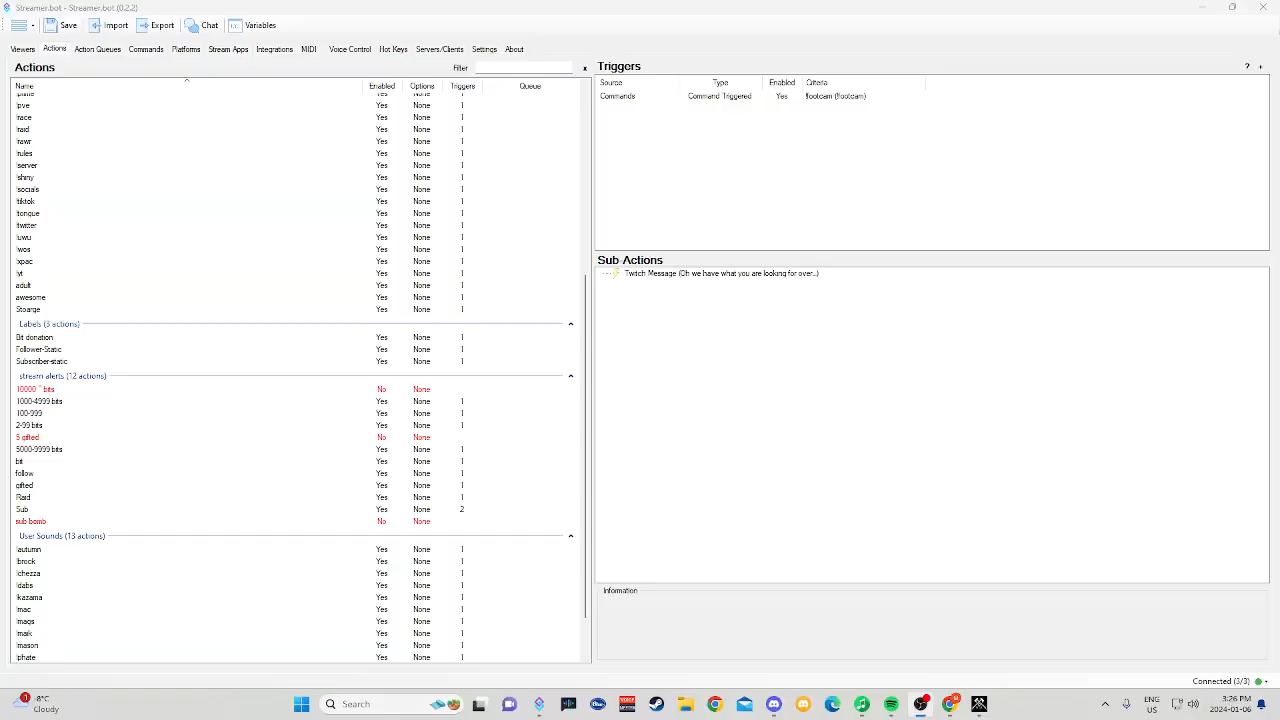 Streamer.bot - Streamer.bot (0.2.2)
Save Import Export Chat Variables
Viewers Actions Action Queues Commands Platforms Stream Apps Integrations MIDI Voice Control Hot Keys Servers/Clients Settings About
Actions Filter x
Name Enabled Options Triggers Queue
Yes None 1
!pve Yes None 1
!race Yes None 1
!raid Yes None 1
!rawr Yes None 1
!rules Yes None 1
!server Yes None 1
!shiny Yes None 1
!socials Yes None 1
!tiktok Yes None 1
!tongue Yes None 1
!twitter Yes None 1
!uwu Yes None 1
!wos Yes None 1
!xpac Yes None 1
!yt Yes None 1
adult Yes None 1
awesome Yes None 1
Stoarge Yes None 1
Labels (3 actions)
Bit donation Yes None 1
Follower-Static Yes None 1
Subscriber-static Yes None 1
stream alerts (12 actions)
10000 ~ bits No None
1000-4999 bits Yes None 1
100-999 Yes None 1
2-99 bits Yes None 1
5 gifted No None
5000-9999 bits Yes None 1
bit Yes None 1
follow Yes None 1
gifted Yes None 1
Raid Yes None 1
Sub Yes None 2
sub bomb No None
User Sounds (13 actions)
!autumn Yes None 1
!brock Yes None 1
!chezza Yes None 1
!dabs Yes None 1
!kazama Yes None 1
!mac Yes None 1
!mags Yes None 1
!maik Yes None 1
!mason Yes None 1
!phate Yes None 1
Triggers ? +
Source Type Enabled Criteria
Commands Command Triggered Yes !footcam (!footcam)
Sub-Actions
Twitch Message (Oh we have what you are looking for over...)
Information
Connected (3/3)
1
8°C
Cloudy
Search
ENG
US
3:26 PM
2024-01-06